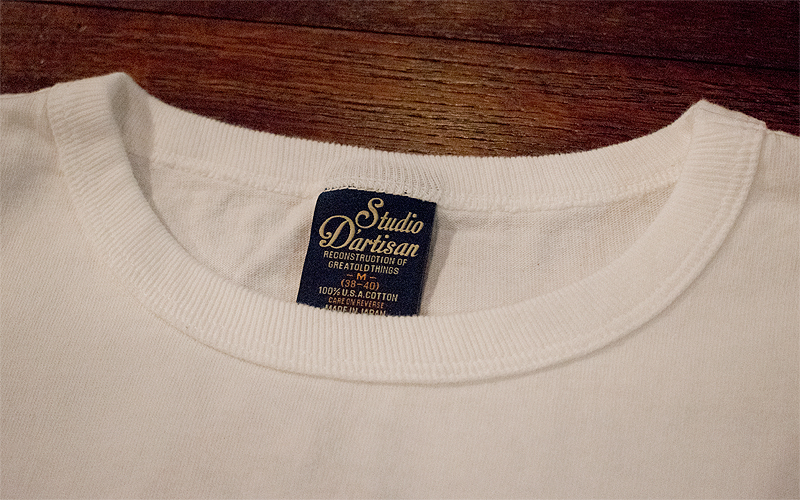 Studio
D'artisan
RECONSTRUCTION OF
GREATOLDTHINGS
- M -
(38-40)
100% U.S.A. COTTON
CARE ON REVERSE
MADE IN JAPAN